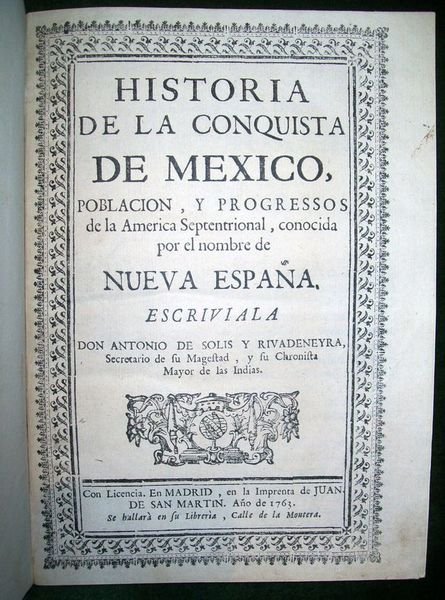 HISTORIA
DE LA CONQUISTA
DE MEXICO,
POBLACION, Y PROGRESSOS
de la America Septentrional, conocida
por el nombre de
NUEVA ESPAÑA.
ESCRIVIALA
DON ANTONIO DE SOLIS Y RIVADENEYRA,
Secretario de ſu Mageſtad, y ſu Chroniſta
Mayor de las Indias.
Con Licencia. En MADRID, en la Imprenta de JUAN
DE SAN MARTIN. Año de 1763.
Se hallarà en ſu Libreria, Calle de la Montera.